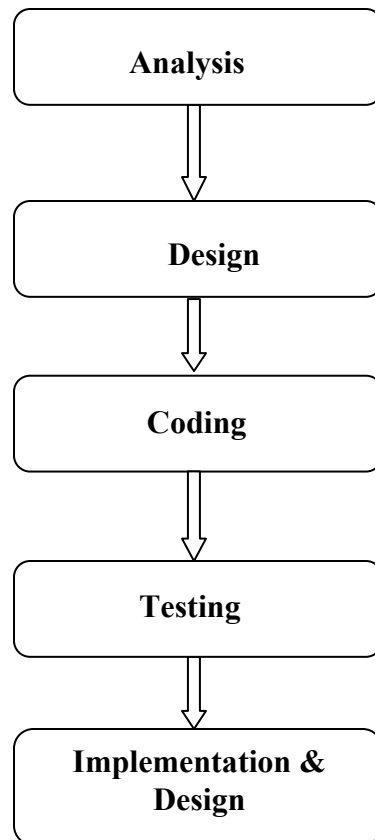 Analysis
Design
Coding
Testing
Implementation &
Design